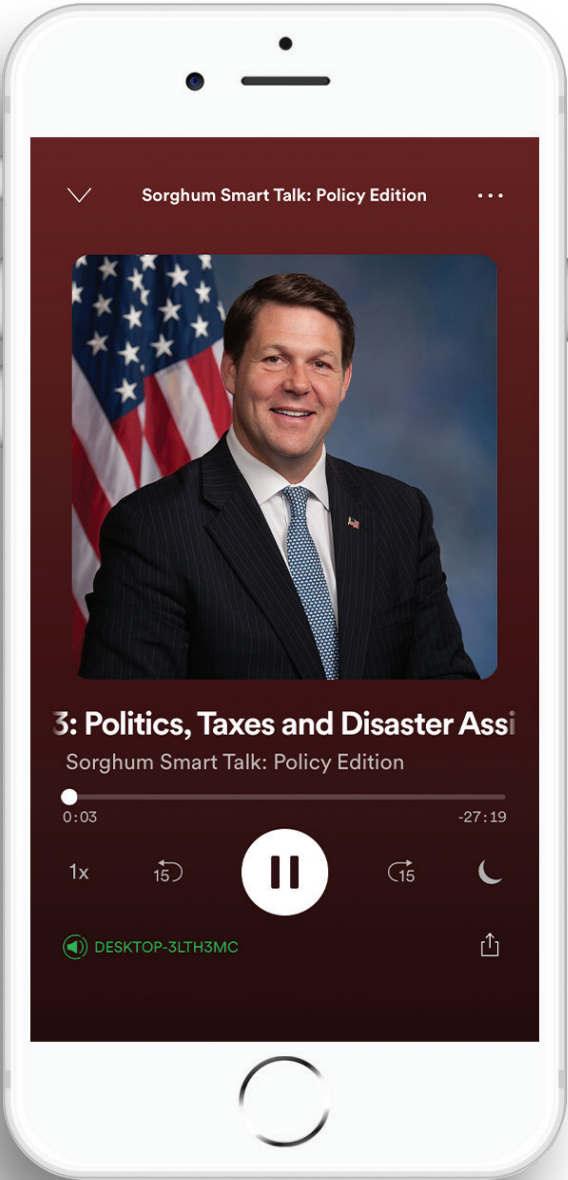 Sorghum Smart Talk: Policy Edition
3: Politics, Taxes and Disaster Assi
Sorghum Smart Talk: Policy Edition
0:03 -27:19
1x 15 15
DESKTOP-3LTH3MC